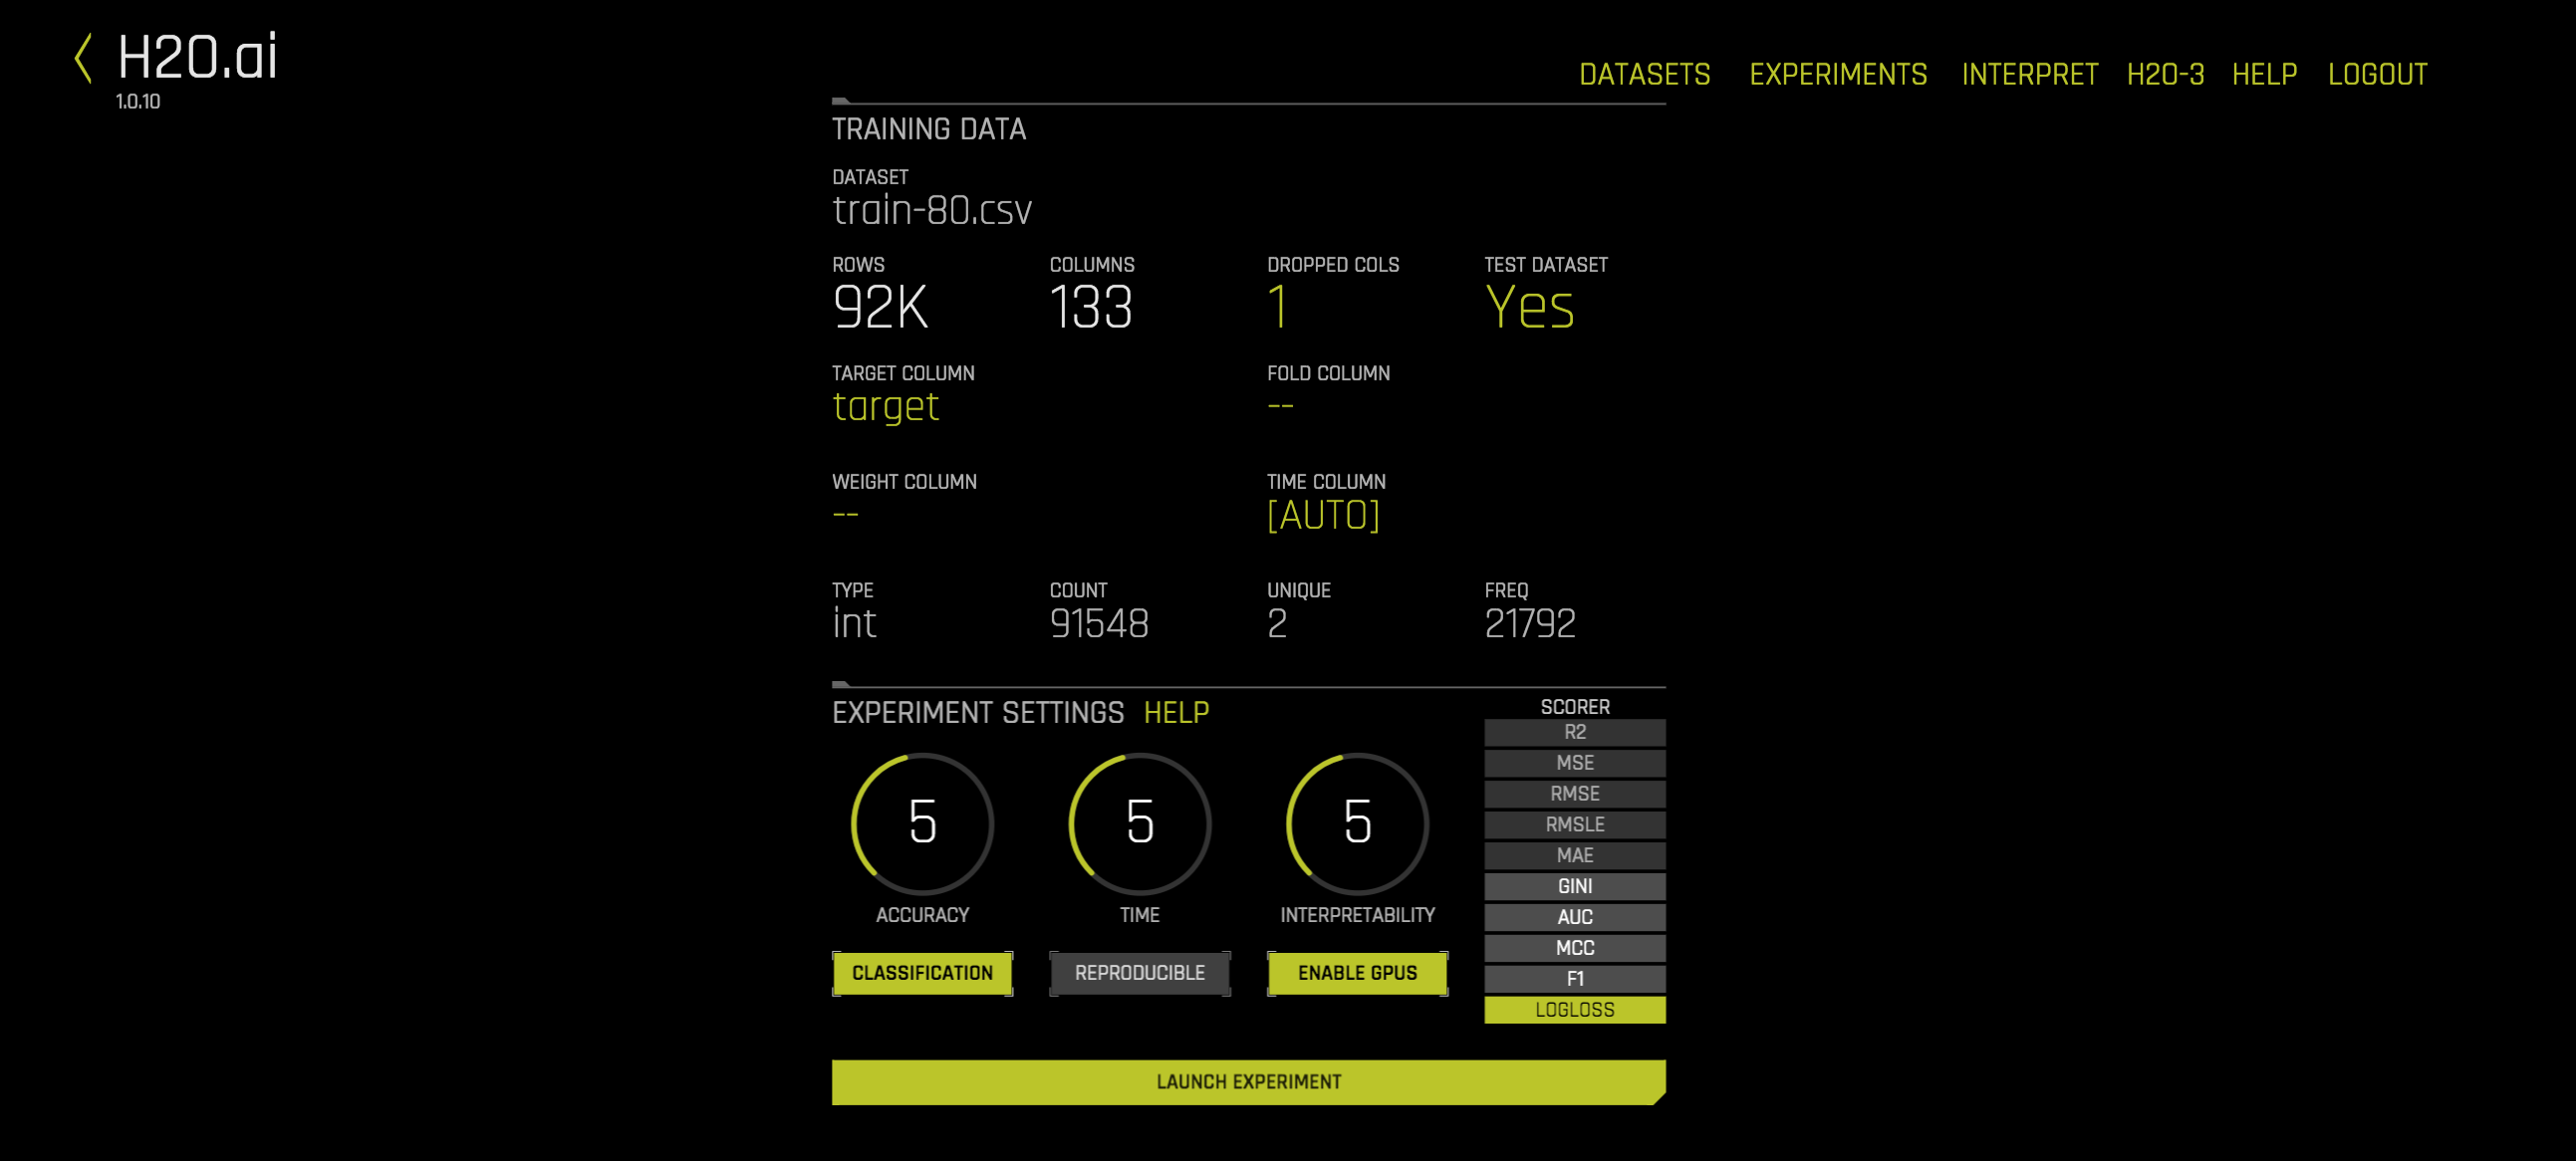 H2O.ai
1.0.10
DATASETS EXPERIMENTS INTERPRET H2O-3 HELP LOGOUT
TRAINING DATA
DATASET
train-80.csv
ROWS COLUMNS DROPPED COLS TEST DATASET
92K 133 1 Yes
TARGET COLUMN FOLD COLUMN
target --
WEIGHT COLUMN TIME COLUMN
-- [AUTO]
TYPE COUNT UNIQUE FREQ
int 91548 2 21792
EXPERIMENT SETTINGS HELP
5 5 5
ACCURACY TIME INTERPRETABILITY
CLASSIFICATION REPRODUCIBLE ENABLE GPUS
SCORER
R2
MSE
RMSE
RMSLE
MAE
GINI
AUC
MCC
F1
LOGLOSS
LAUNCH EXPERIMENT